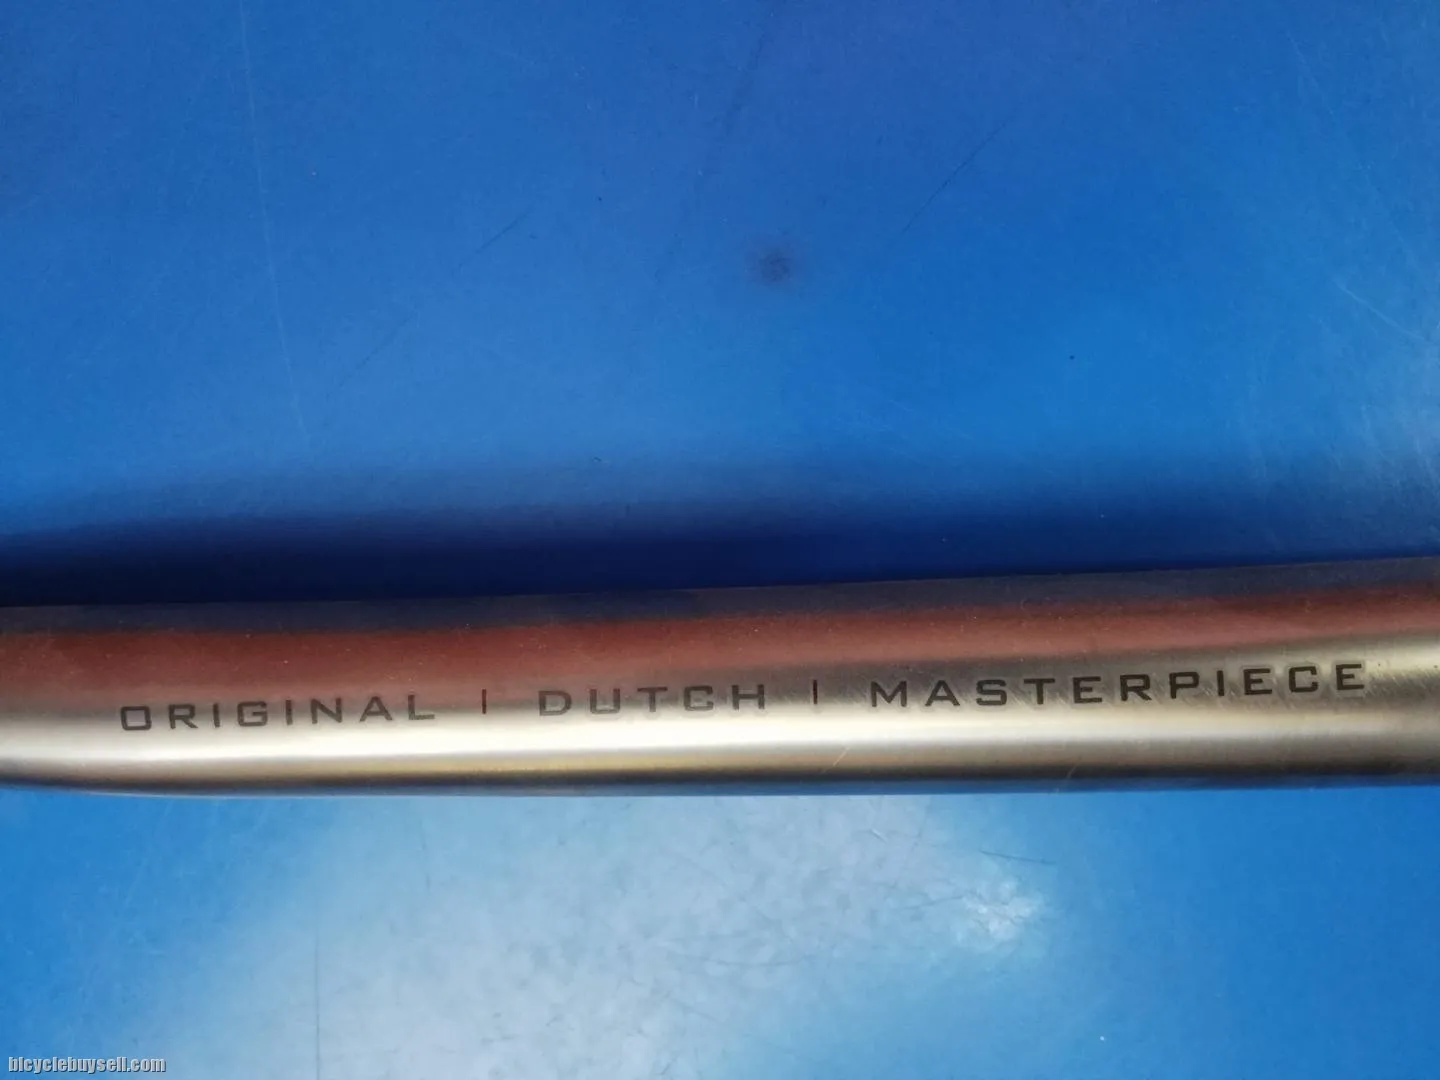 ORIGINAL | DUTCH | MASTERPIECE
bicyclebuysell.com